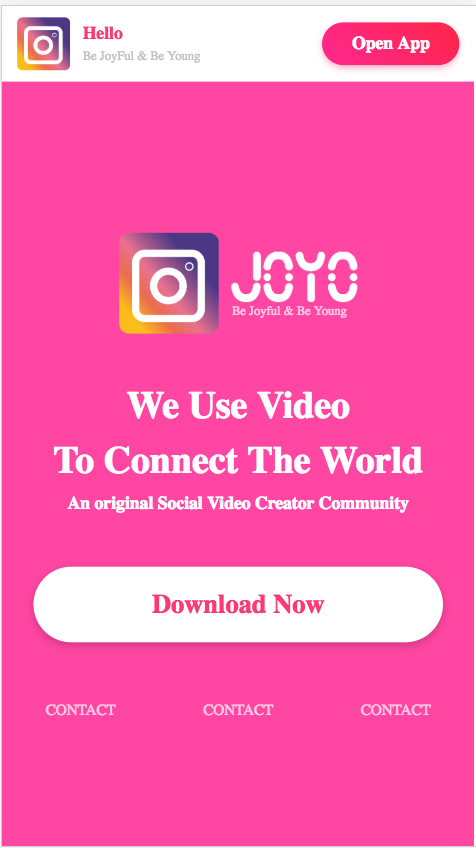 Hello
Be JoyFul & Be Young
Open App
JOYO
Be Joyful & Be Young
We Use Video
To Connect The World
An original Social Video Creator Community
Download Now
CONTACT CONTACT CONTACT